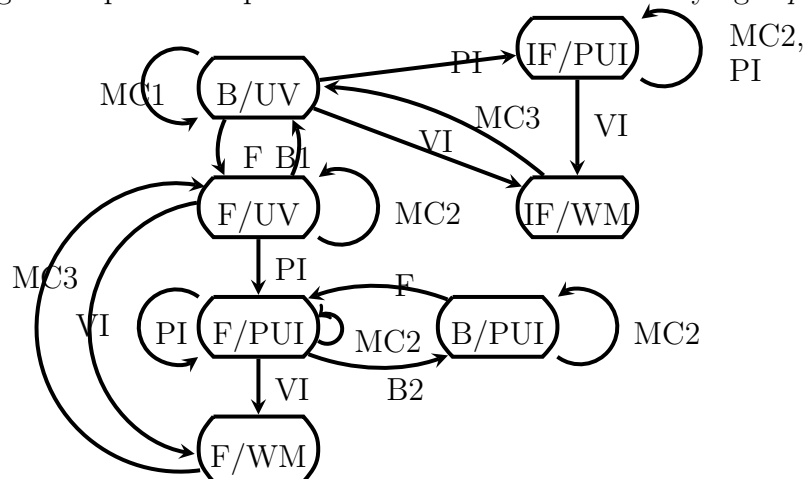 MC2,
IF/PUI
PI
PI
MC1
B/UV
MC3
VI
VI
F B1
F/UV
MC2
IF/WM
MC3
PI
F
VI
PI
F/PUI
MC2
B/PUI
MC2
VI
B2
F/WM